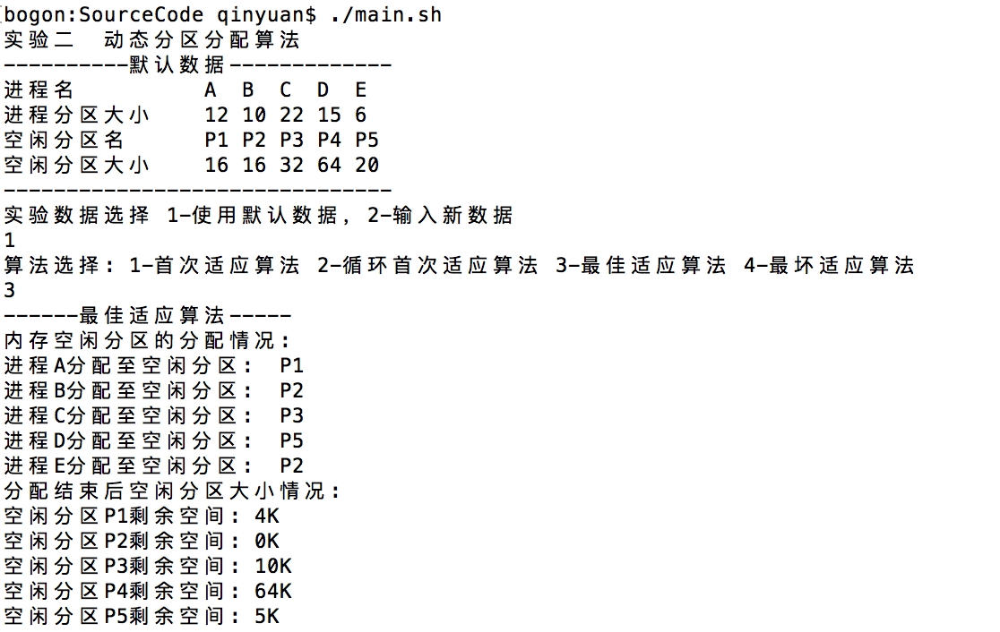 bogon:SourceCode qinyuan$ ./main.sh
实验二 动态分区分配算法
----------默认数据-------------
进程名 A B C D E
进程分区大小 12 10 22 15 6
空闲分区名 P1 P2 P3 P4 P5
空闲分区大小 16 16 32 64 20
-------------------------------
实验数据选择 1-使用默认数据, 2-输入新数据
1
算法选择: 1-首次适应算法 2-循环首次适应算法 3-最佳适应算法 4-最坏适应算法
3
------最佳适应算法-----
内存空闲分区的分配情况:
进程A分配至空闲分区: P1
进程B分配至空闲分区: P2
进程C分配至空闲分区: P3
进程D分配至空闲分区: P5
进程E分配至空闲分区: P2
分配结束后空闲分区大小情况:
空闲分区P1剩余空间: 4K
空闲分区P2剩余空间: 0K
空闲分区P3剩余空间: 10K
空闲分区P4剩余空间: 64K
空闲分区P5剩余空间: 5K